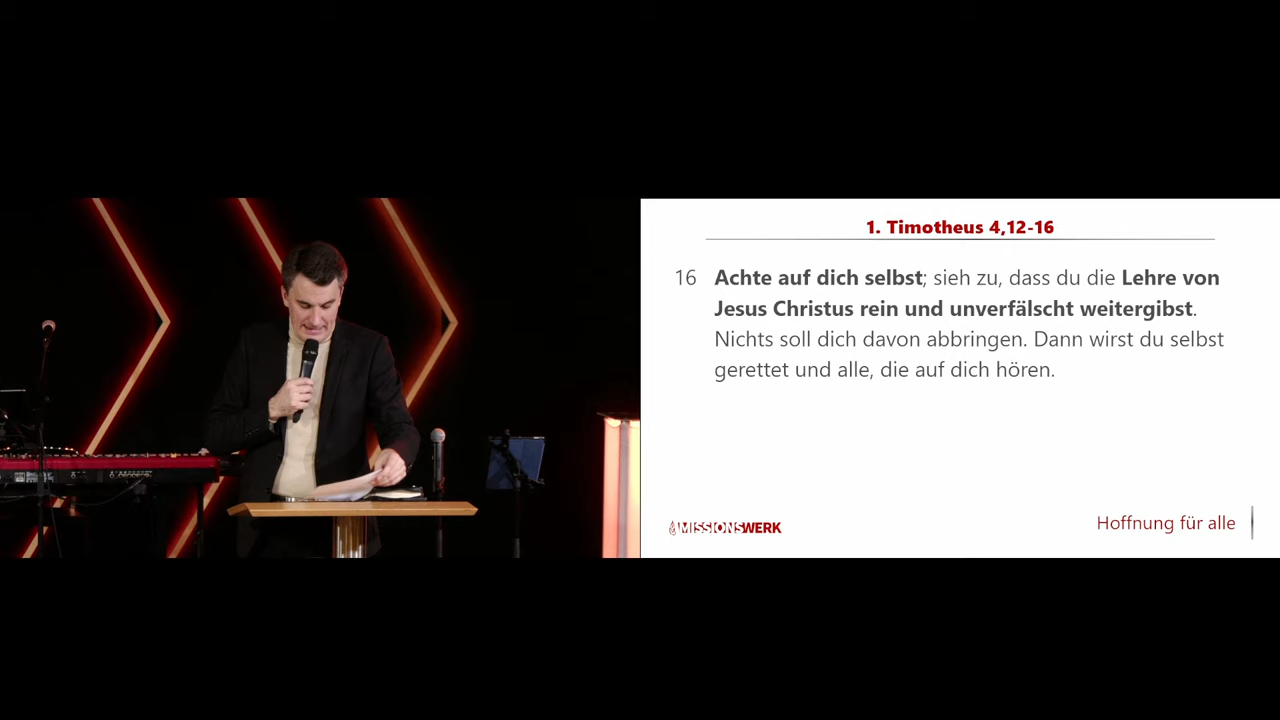 1. Timotheus 4,12-16
16 Achte auf dich selbst; sieh zu, dass du die Lehre von
Jesus Christus rein und unverfälscht weitergibst.
Nichts soll dich davon abbringen. Dann wirst du selbst
gerettet und alle, die auf dich hören.
MISSIONSWERK
Hoffnung für alle